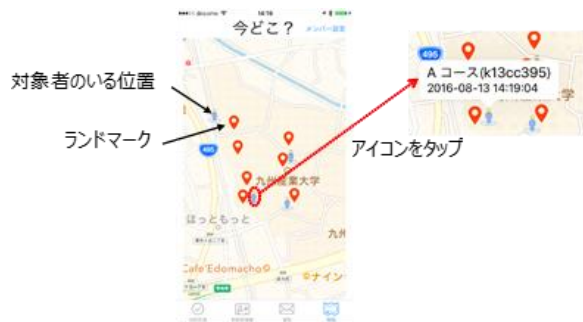 今どこ？
メンバー設定
対象者のいる位置
ランドマーク
アイコンをタップ
495
A コース(k13cc395)
2016-08-13 14:19:04
495
九州産業大学
ほっともっと
九州
Cafe'Edomacho
ナイン